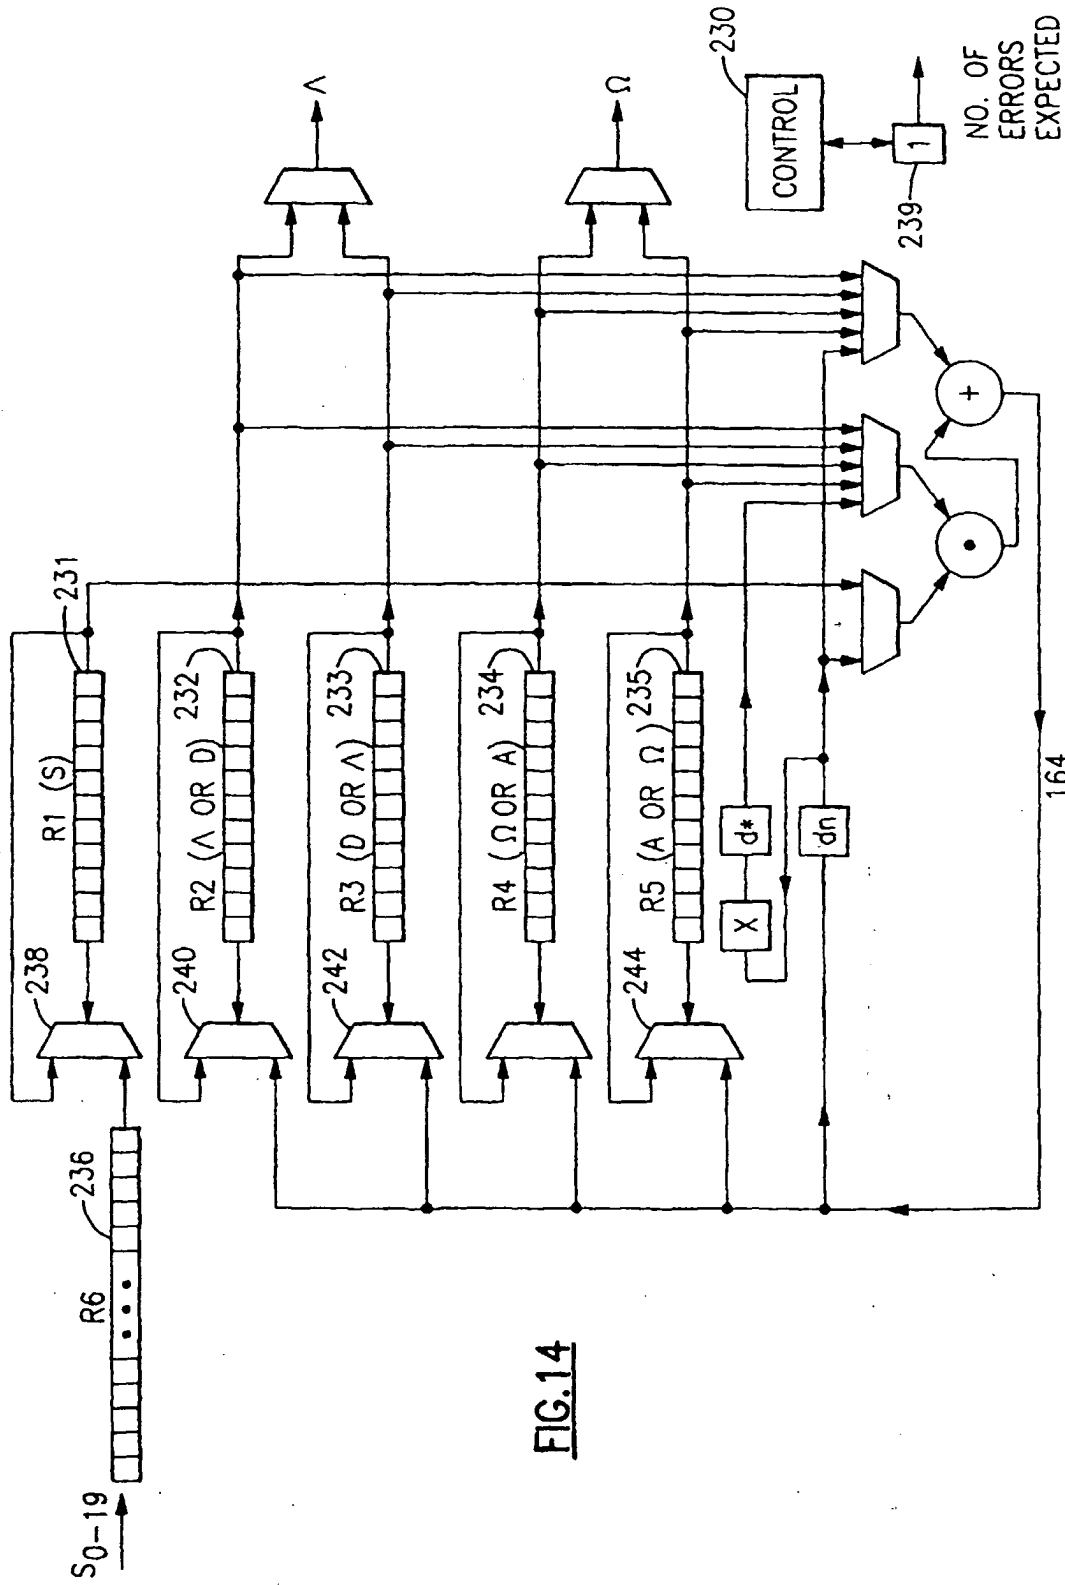 S0-19
R6
236
238
R1 (S)
231
240
R2 (Λ OR D)
232
242
R3 (D OR Λ)
233
R4 (Ω OR A)
234
244
R5 (A OR Ω)
235
X
d*
dn
Λ
Ω
CONTROL
230
1
239
NO. OF
ERRORS
EXPECTED
•
+
164
FIG.14